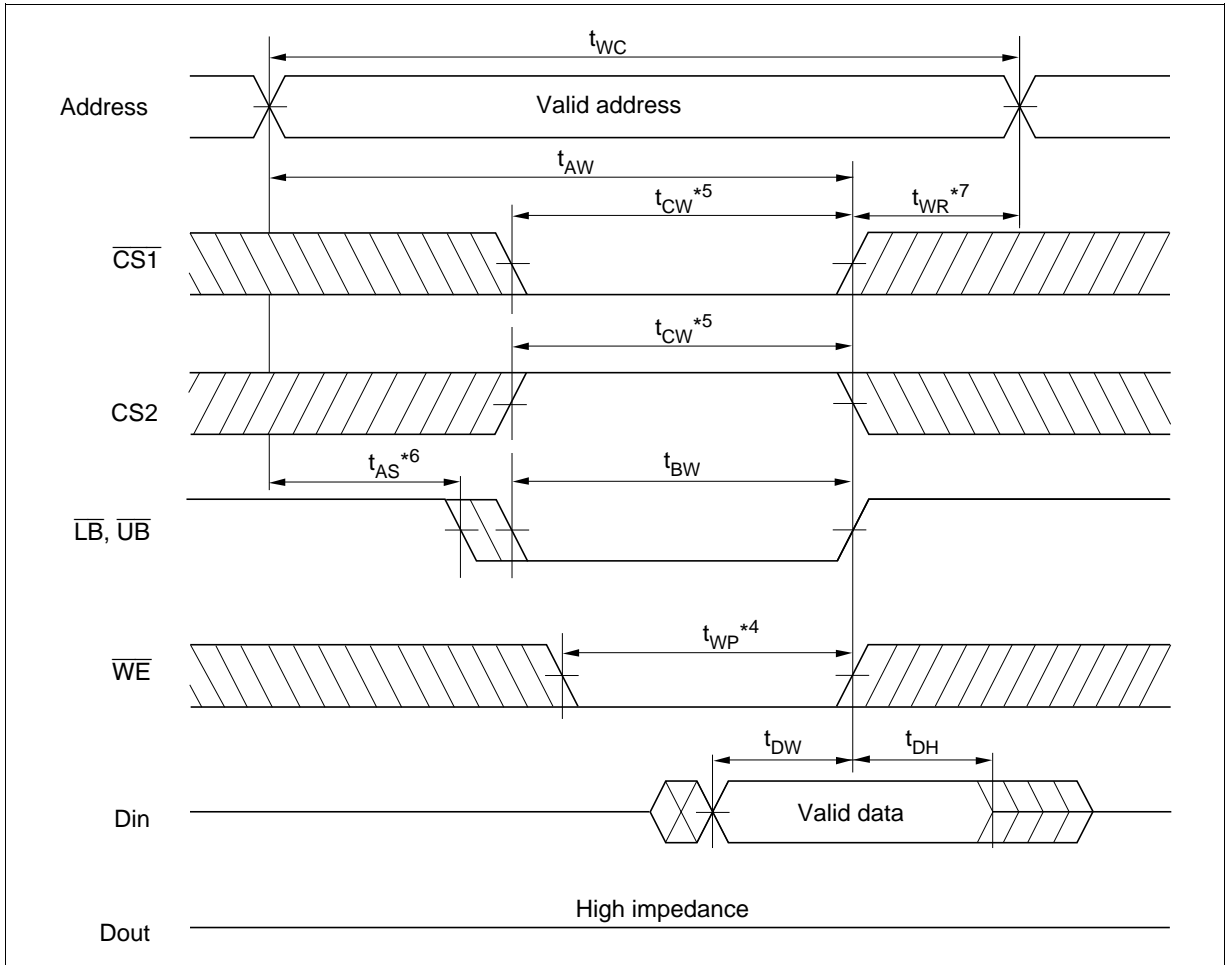 tWC
Address
Valid address
tAW
tCW*5
tWR*7
CS1
tCW*5
CS2
tAS*6
tBW
LB, UB
tWP*4
WE
tDW
tDH
Din
Valid data
High impedance
Dout